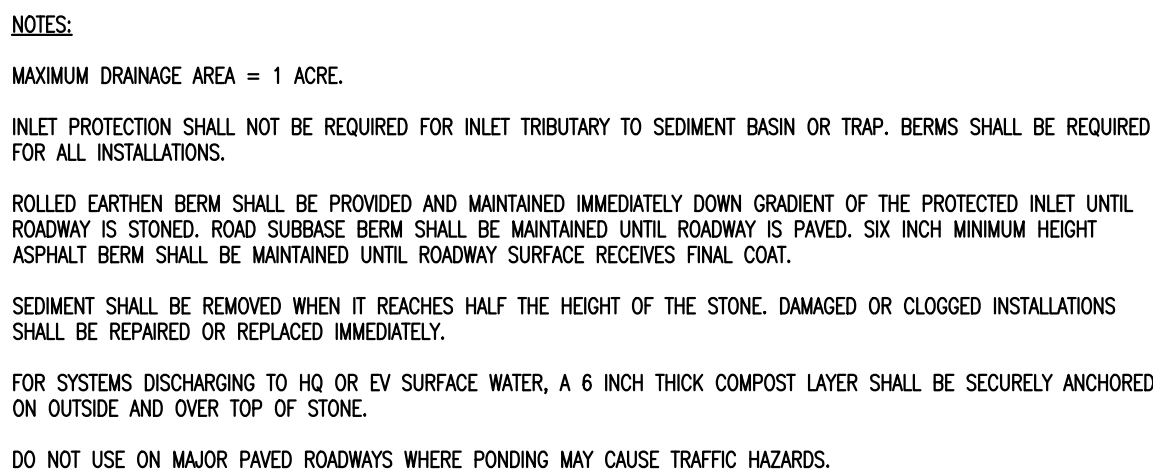 NOTES:
MAXIMUM DRAINAGE AREA = 1 ACRE.
INLET PROTECTION SHALL NOT BE REQUIRED FOR INLET TRIBUTARY TO SEDIMENT BASIN OR TRAP. BERMS SHALL BE REQUIRED
FOR ALL INSTALLATIONS.
ROLLED EARTHEN BERM SHALL BE PROVIDED AND MAINTAINED IMMEDIATELY DOWN GRADIENT OF THE PROTECTED INLET UNTIL
ROADWAY IS STONED. ROAD SUBBASE BERM SHALL BE MAINTAINED UNTIL ROADWAY IS PAVED. SIX INCH MINIMUM HEIGHT
ASPHALT BERM SHALL BE MAINTAINED UNTIL ROADWAY SURFACE RECEIVES FINAL COAT.
SEDIMENT SHALL BE REMOVED WHEN IT REACHES HALF THE HEIGHT OF THE STONE. DAMAGED OR CLOGGED INSTALLATIONS
SHALL BE REPAIRED OR REPLACED IMMEDIATELY.
FOR SYSTEMS DISCHARGING TO HQ OR EV SURFACE WATER, A 6 INCH THICK COMPOST LAYER SHALL BE SECURELY ANCHORED
ON OUTSIDE AND OVER TOP OF STONE.
DO NOT USE ON MAJOR PAVED ROADWAYS WHERE PONDING MAY CAUSE TRAFFIC HAZARDS.